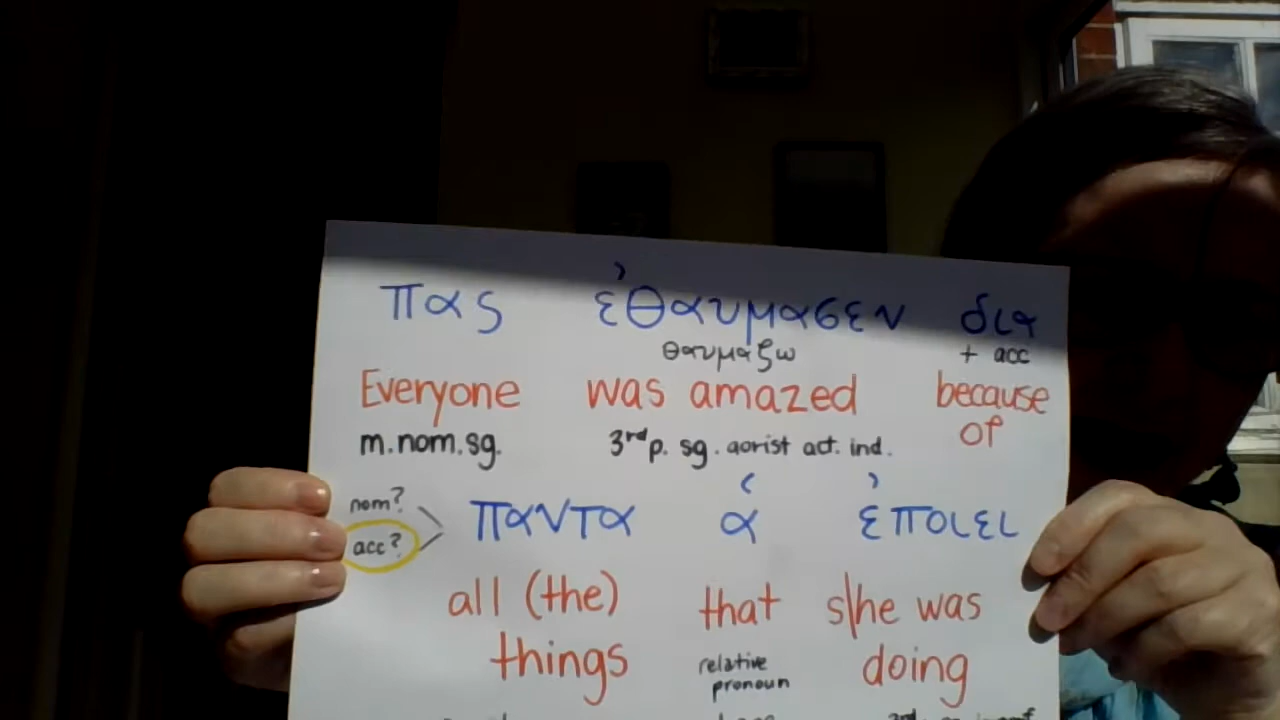 πας ἐθαυμασεν δια
θαυμαζω + acc
Everyone was amazed because of
m.nom.sg. 3rd p. sg. aorist act. ind.
nom?
acc?
παντα ἁ ἐποιει
all (the) things that s|he was doing
relative pronoun